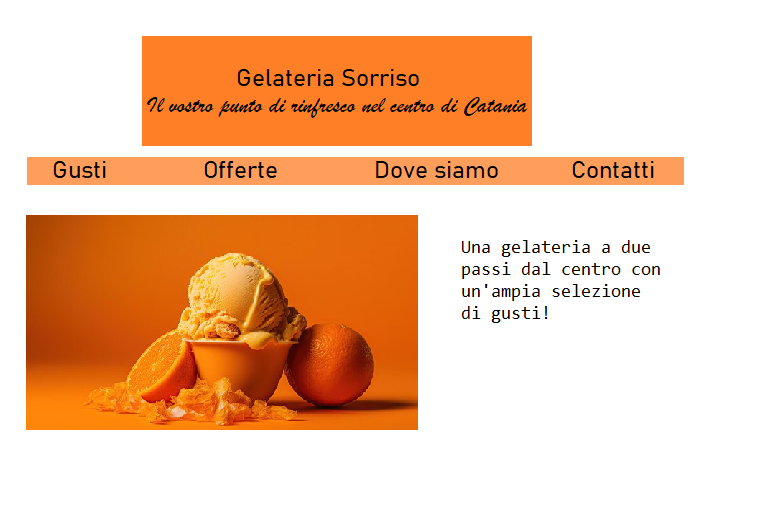 Gelateria Sorriso
Il vostro punto di rinfresco nel centro di Catania
Gusti Offerte Dove siamo Contatti
Una gelateria a due
passi dal centro con
un'ampia selezione
di gusti!